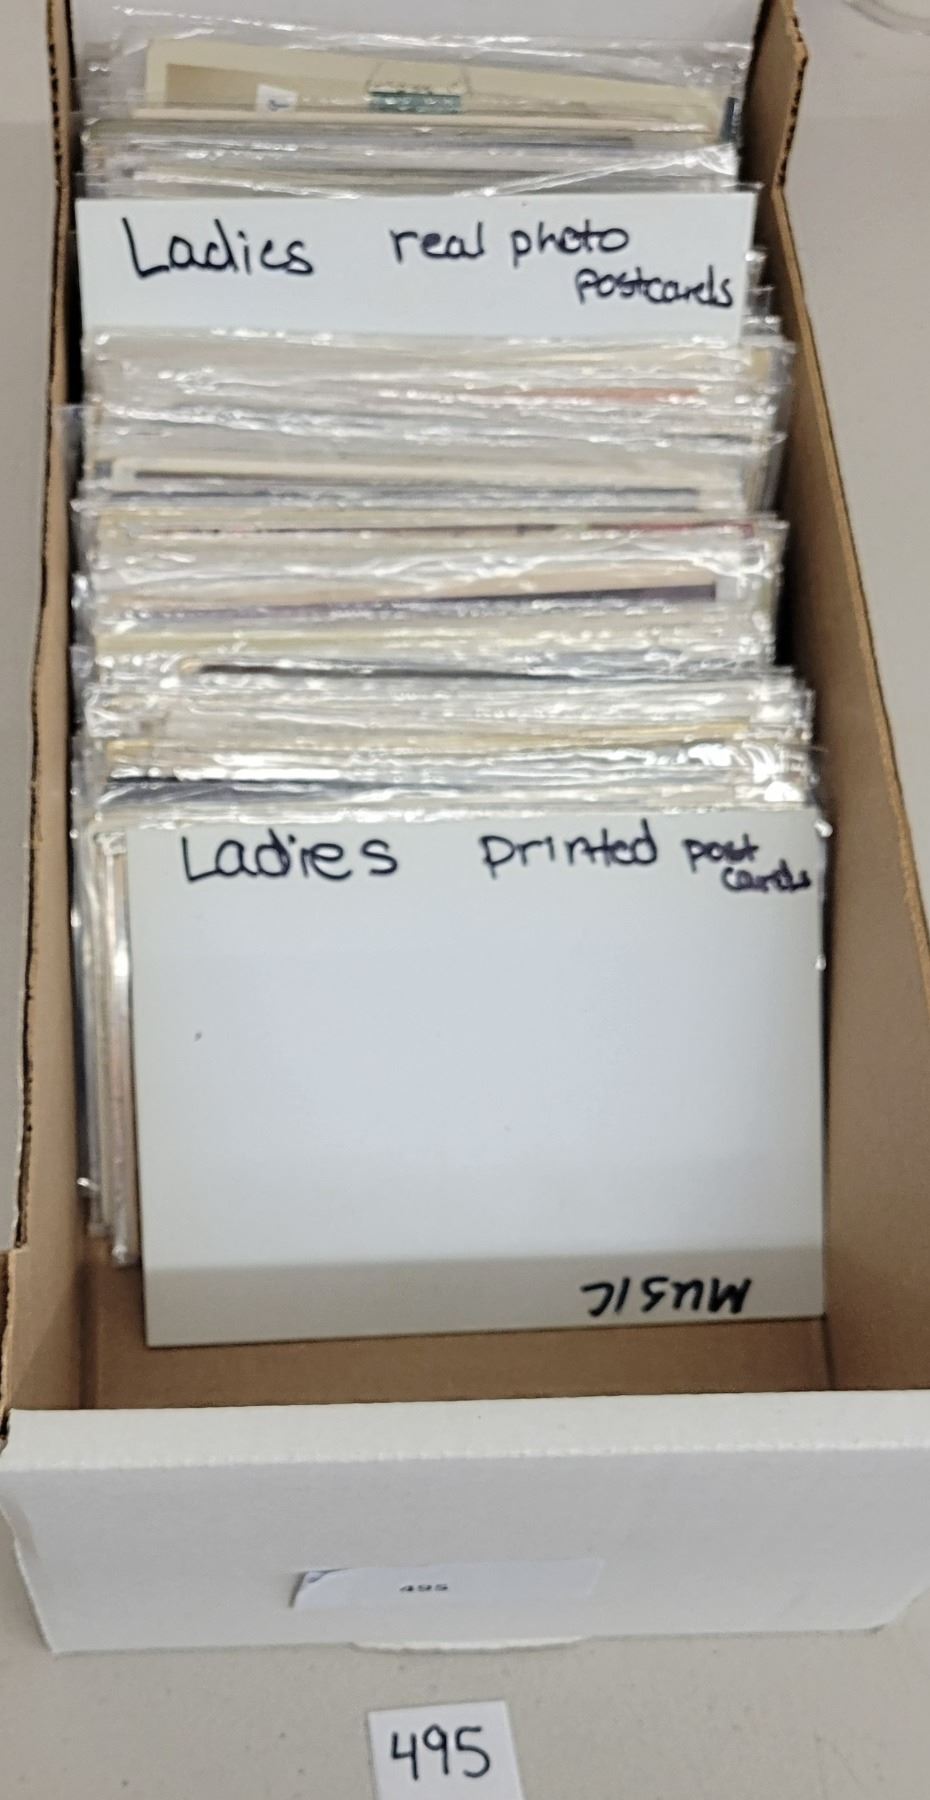 Ladies real photo
postcards
Ladies printed post
cards
MUSIC
495
495